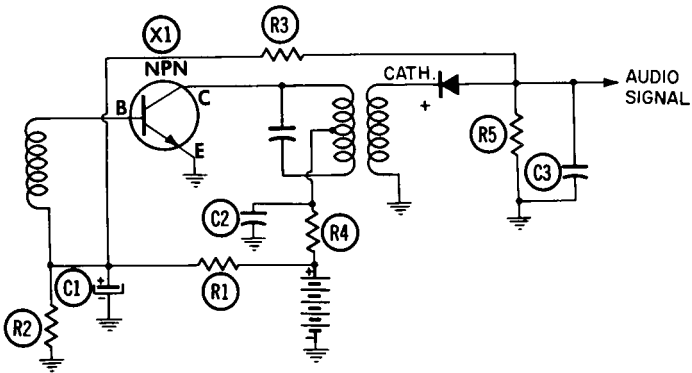 R3
X1
NPN
CATH.
+
AUDIO
SIGNAL
B
C
E
R5
C3
C2
R4
+
R1
C1
+
-
R2
-